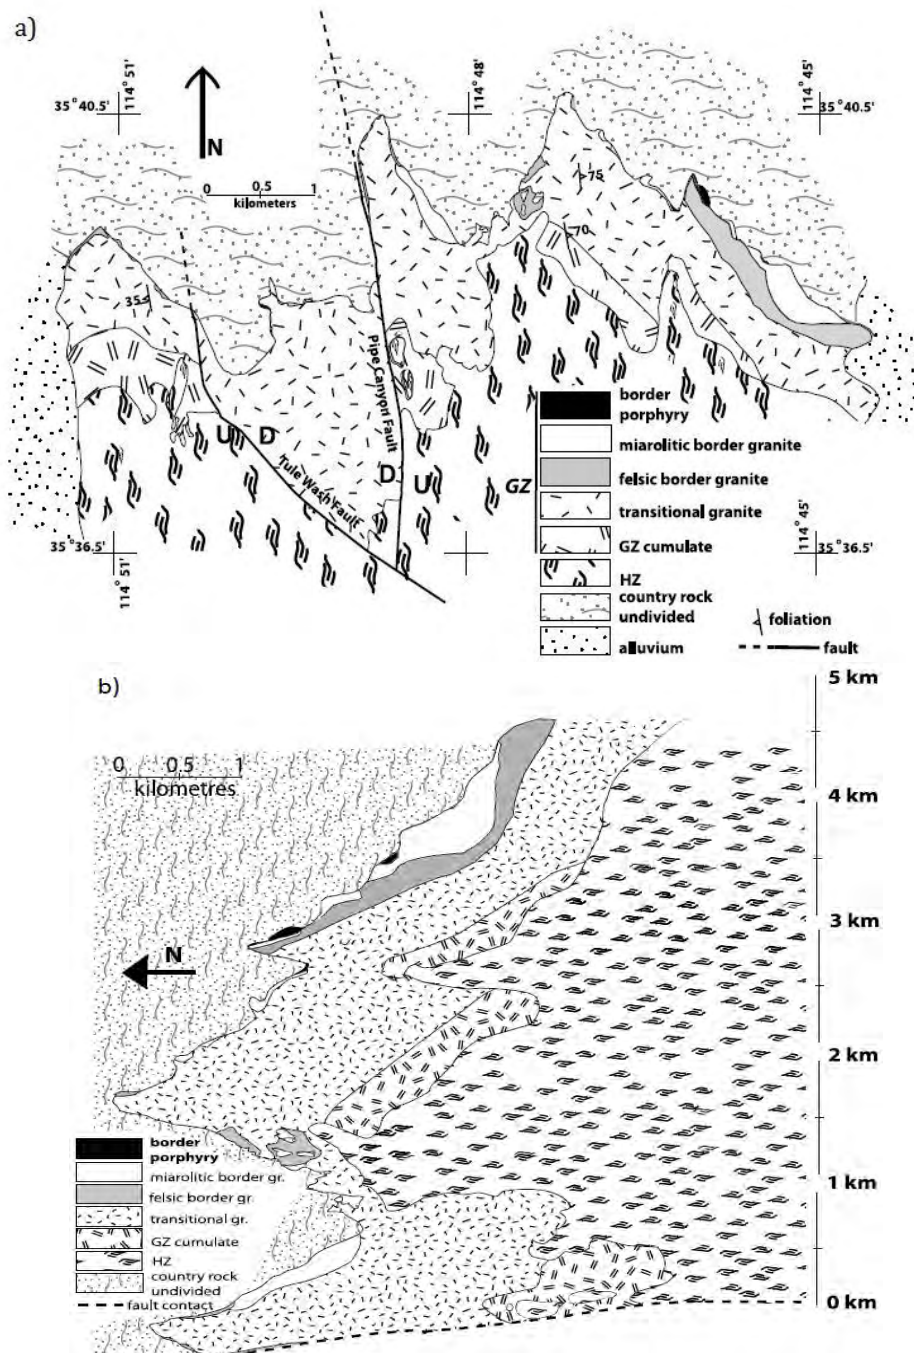 a)
114° 51'
35° 40.5'
N
0 0.5 1
kilometers
114° 48'
114° 45'
35° 40.5'
75
70
35
Pipe Canyon Fault
U D
Tule Wash Fault
D U
35° 36.5'
114° 51'
114° 45'
35° 36.5'
GZ
border
porphyry
miarolitic border granite
felsic border granite
transitional granite
GZ cumulate
HZ
country rock
undivided
alluvium
foliation
fault
b)
0 0.5 1
kilometres
N
5 km
4 km
3 km
2 km
1 km
0 km
border
porphyry
miarolitic border gr.
felsic border gr.
transitional gr.
GZ cumulate
HZ
country rock
undivided
fault contact